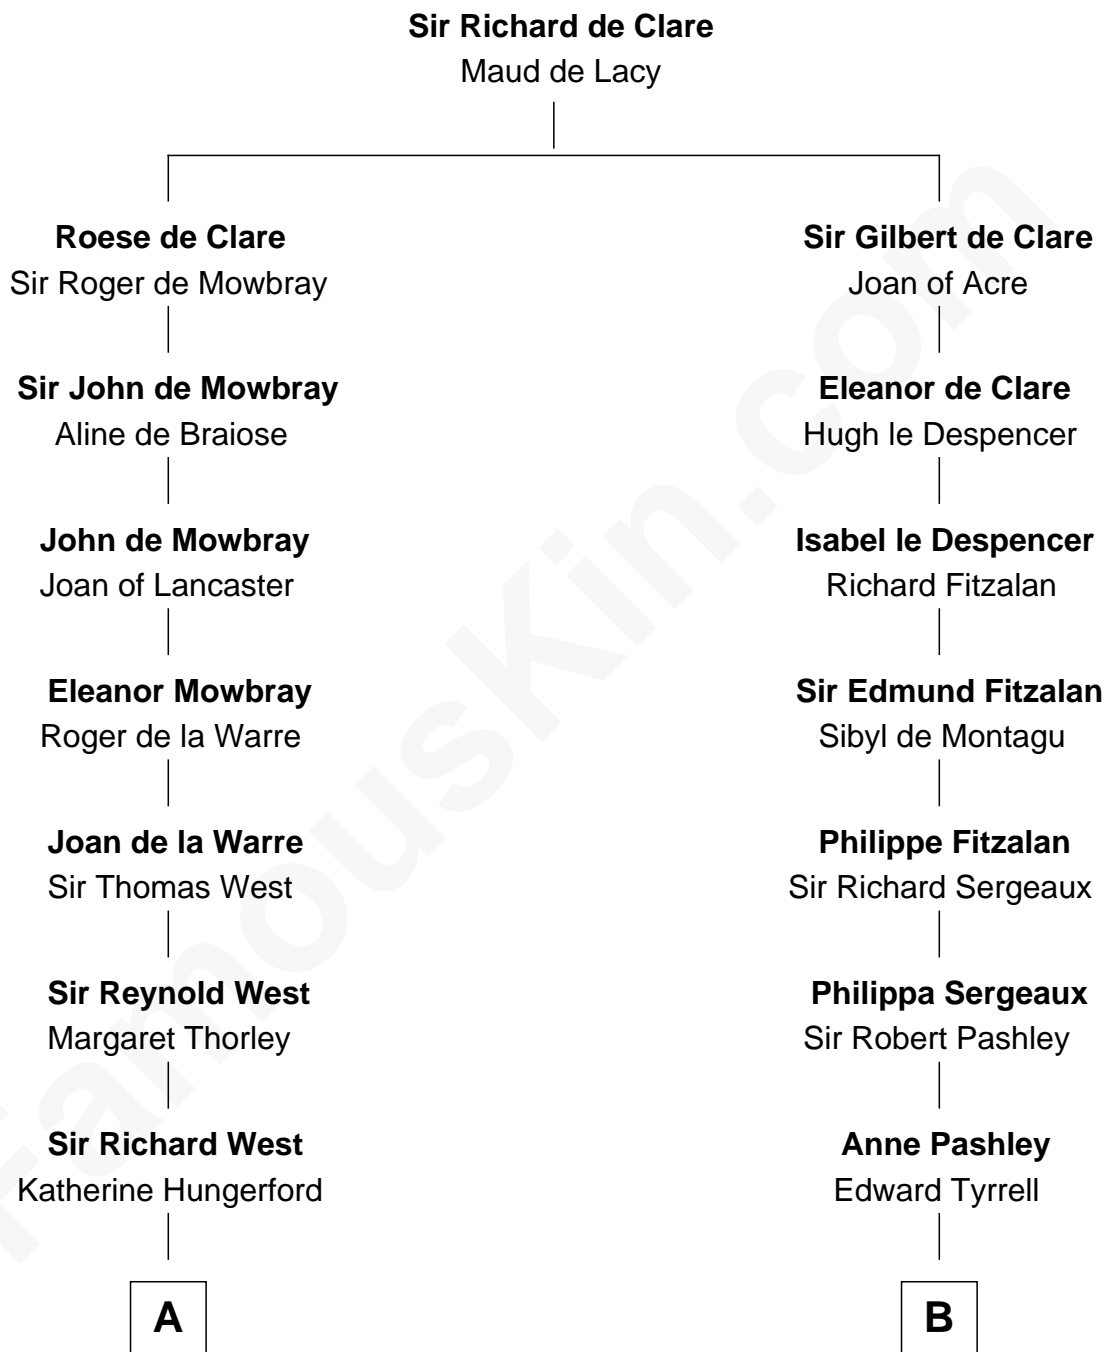 Sir Richard de Clare
Maud de Lacy
Roese de Clare
Sir Roger de Mowbray
Sir John de Mowbray
Aline de Braiose
John de Mowbray
Joan of Lancaster
Eleanor Mowbray
Roger de la Warre
Joan de la Warre
Sir Thomas West
Sir Reynold West
Margaret Thorley
Sir Richard West
Katherine Hungerford
A
Sir Gilbert de Clare
Joan of Acre
Eleanor de Clare
Hugh le Despencer
Isabel le Despencer
Richard Fitzalan
Sir Edmund Fitzalan
Sibyl de Montagu
Philippe Fitzalan
Sir Richard Sergeaux
Philippa Sergeaux
Sir Robert Pashley
Anne Pashley
Edward Tyrrell
B
FamousKin.com